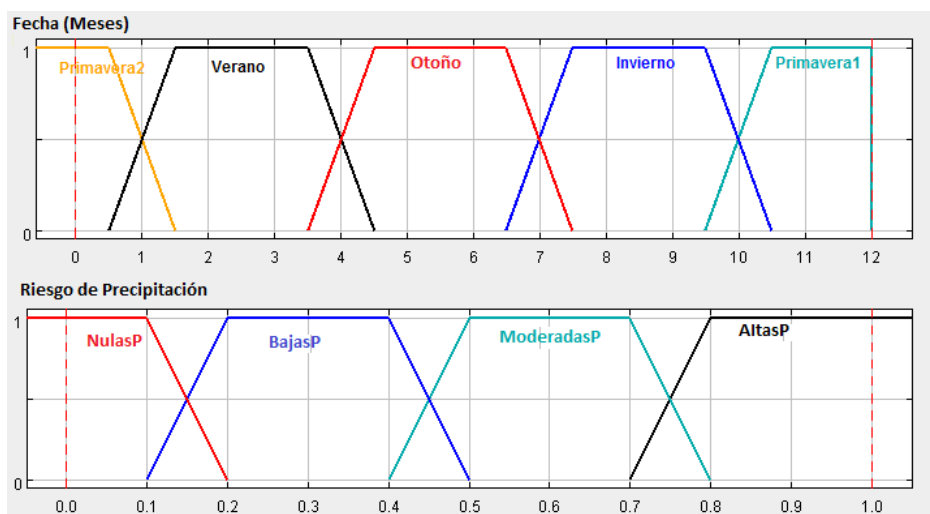 Fecha (Meses)
1
Primavera2 Verano Otoño Invierno Primavera1
0
0 1 2 3 4 5 6 7 8 9 10 11 12
Riesgo de Precipitación
1
NulasP BajasP ModeradasP AltasP
0
0.0 0.1 0.2 0.3 0.4 0.5 0.6 0.7 0.8 0.9 1.0